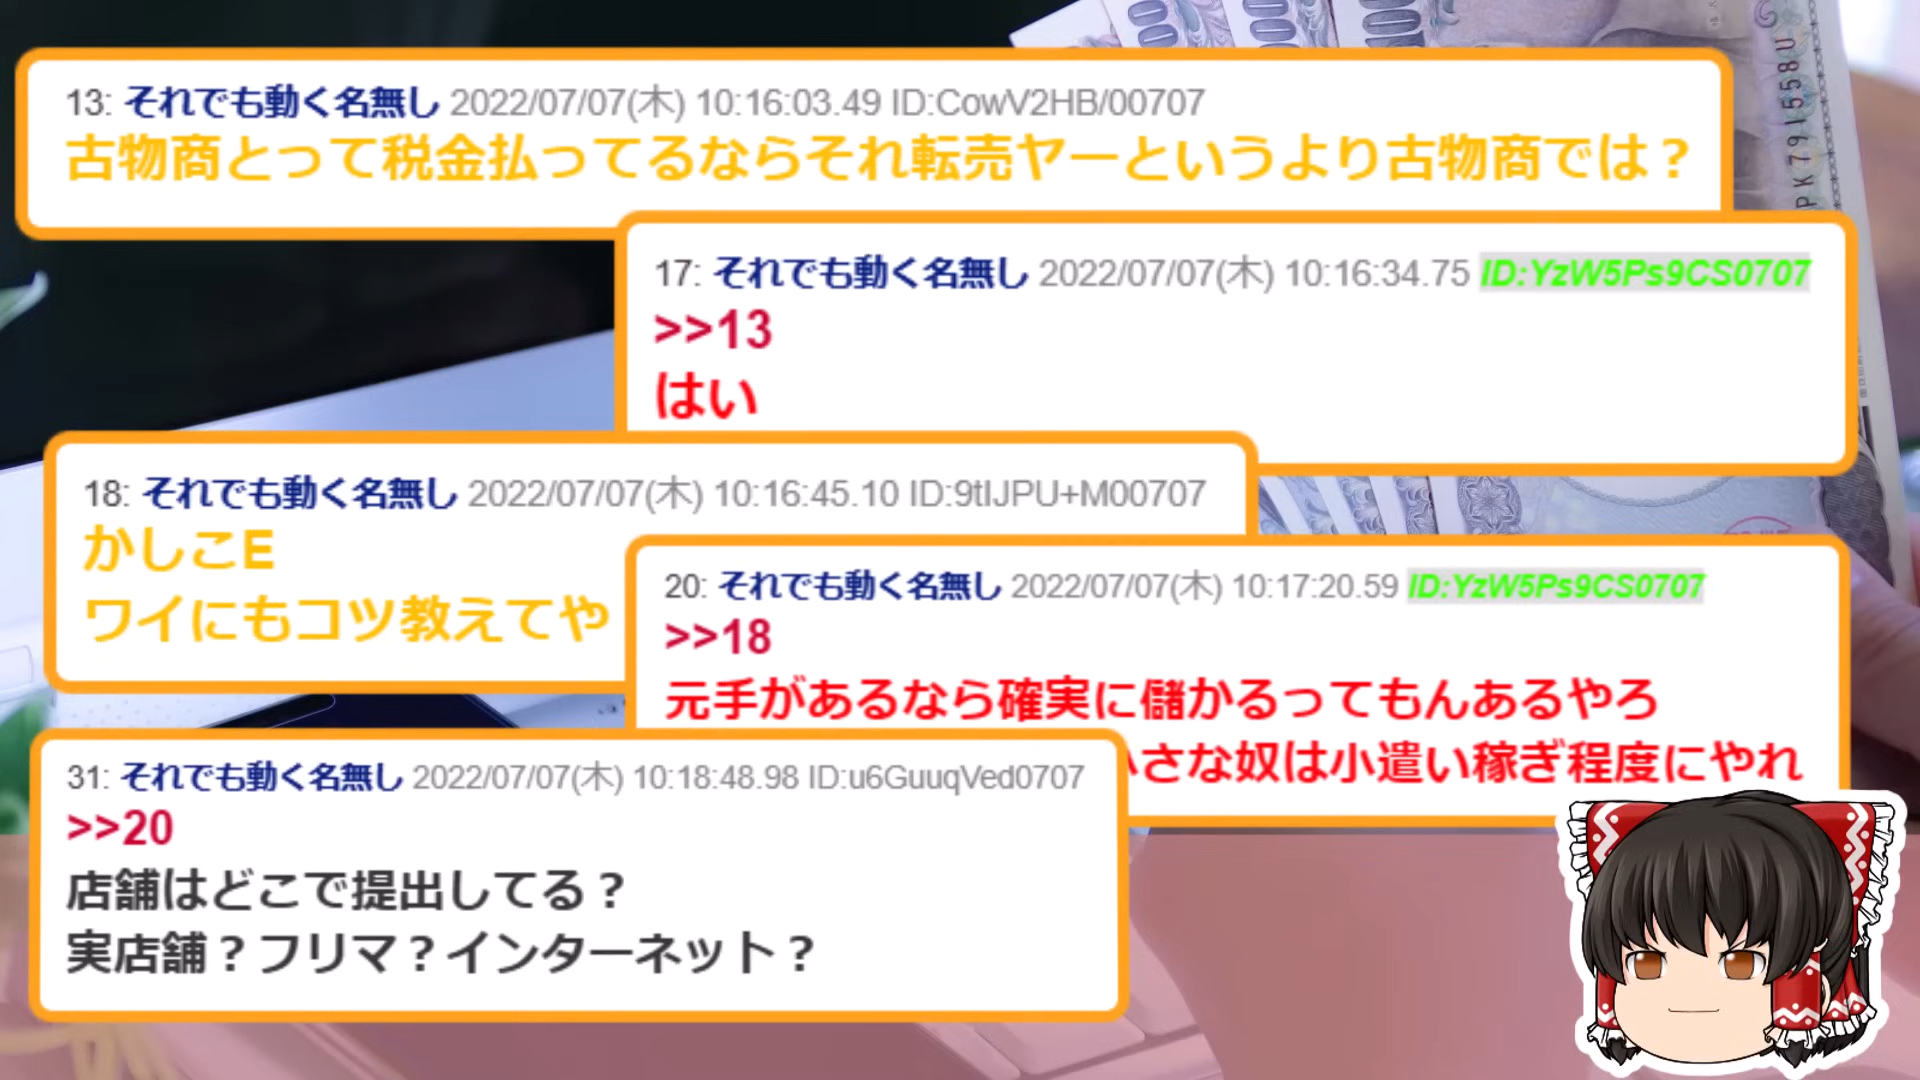 13: それでも動く名無し 2022/07/07(木) 10:16:03.49 ID:CowV2HB/00707
古物商とって税金払ってるならそれ転売ヤーというより古物商では？
17: それでも動く名無し 2022/07/07(木) 10:16:34.75 ID:YzW5Ps9CS0707
>>13
はい
18: それでも動く名無し 2022/07/07(木) 10:16:45.10 ID:9tIJPU+M00707
かしこE
ワイにもコツ教えてや
20: それでも動く名無し 2022/07/07(木) 10:17:20.59 ID:YzW5Ps9CS0707
>>18
元手があるなら確実に儲かるってもんあるやろ
さな奴は小遣い稼ぎ程度にやれ
31: それでも動く名無し 2022/07/07(木) 10:18:48.98 ID:u6GuuqVed0707
>>20
店舗はどこで提出してる？
実店舗？フリマ？インターネット？
PK791558U